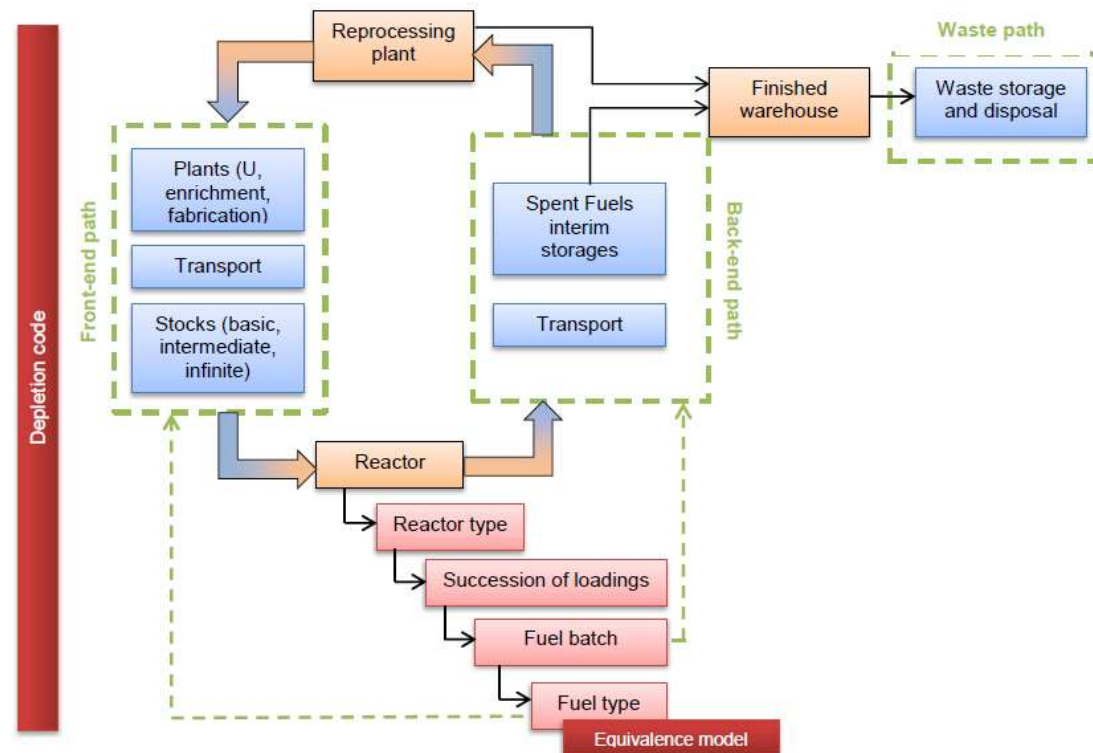 Reprocessing
plant
Waste path
Finished
warehouse
Waste storage
and disposal
Plants (U,
enrichment,
fabrication)
Transport
Stocks (basic,
intermediate,
infinite)
Front-end path
Spent Fuels
interim
storages
Transport
Back-end path
Depletion code
Reactor
Reactor type
Succession of loadings
Fuel batch
Fuel type
Equivalence model